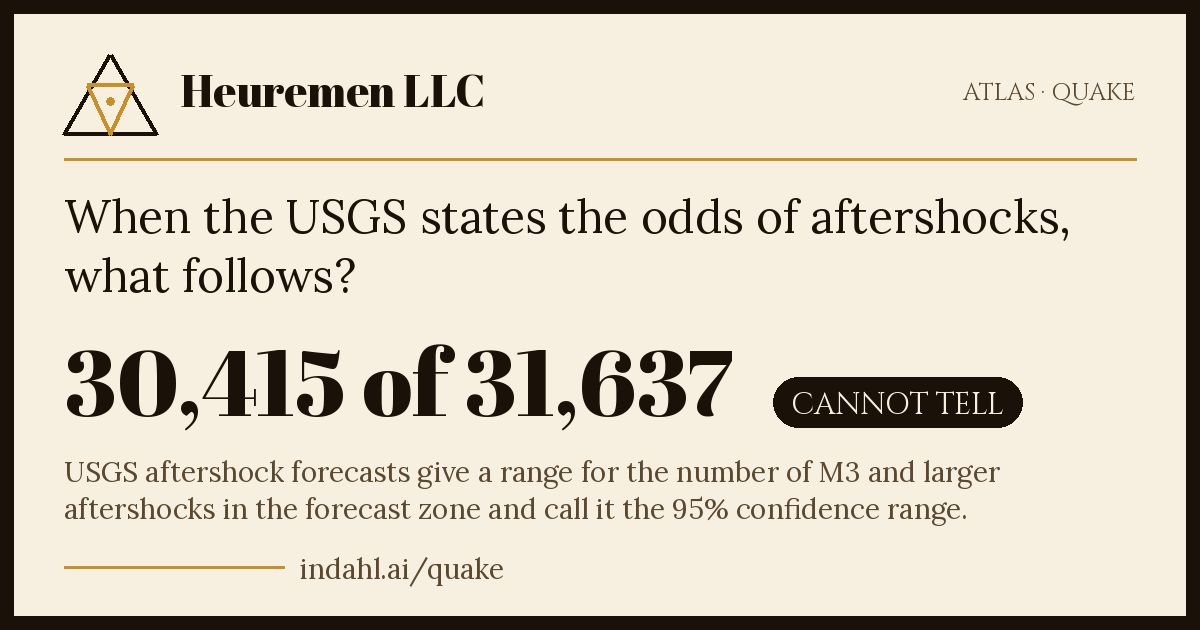 Heuremen LLC
ATLAS · QUAKE
When the USGS states the odds of aftershocks,
what follows?
30,415 of 31,637
CANNOT TELL
USGS aftershock forecasts give a range for the number of M3 and larger
aftershocks in the forecast zone and call it the 95% confidence range.
indahl.ai/quake